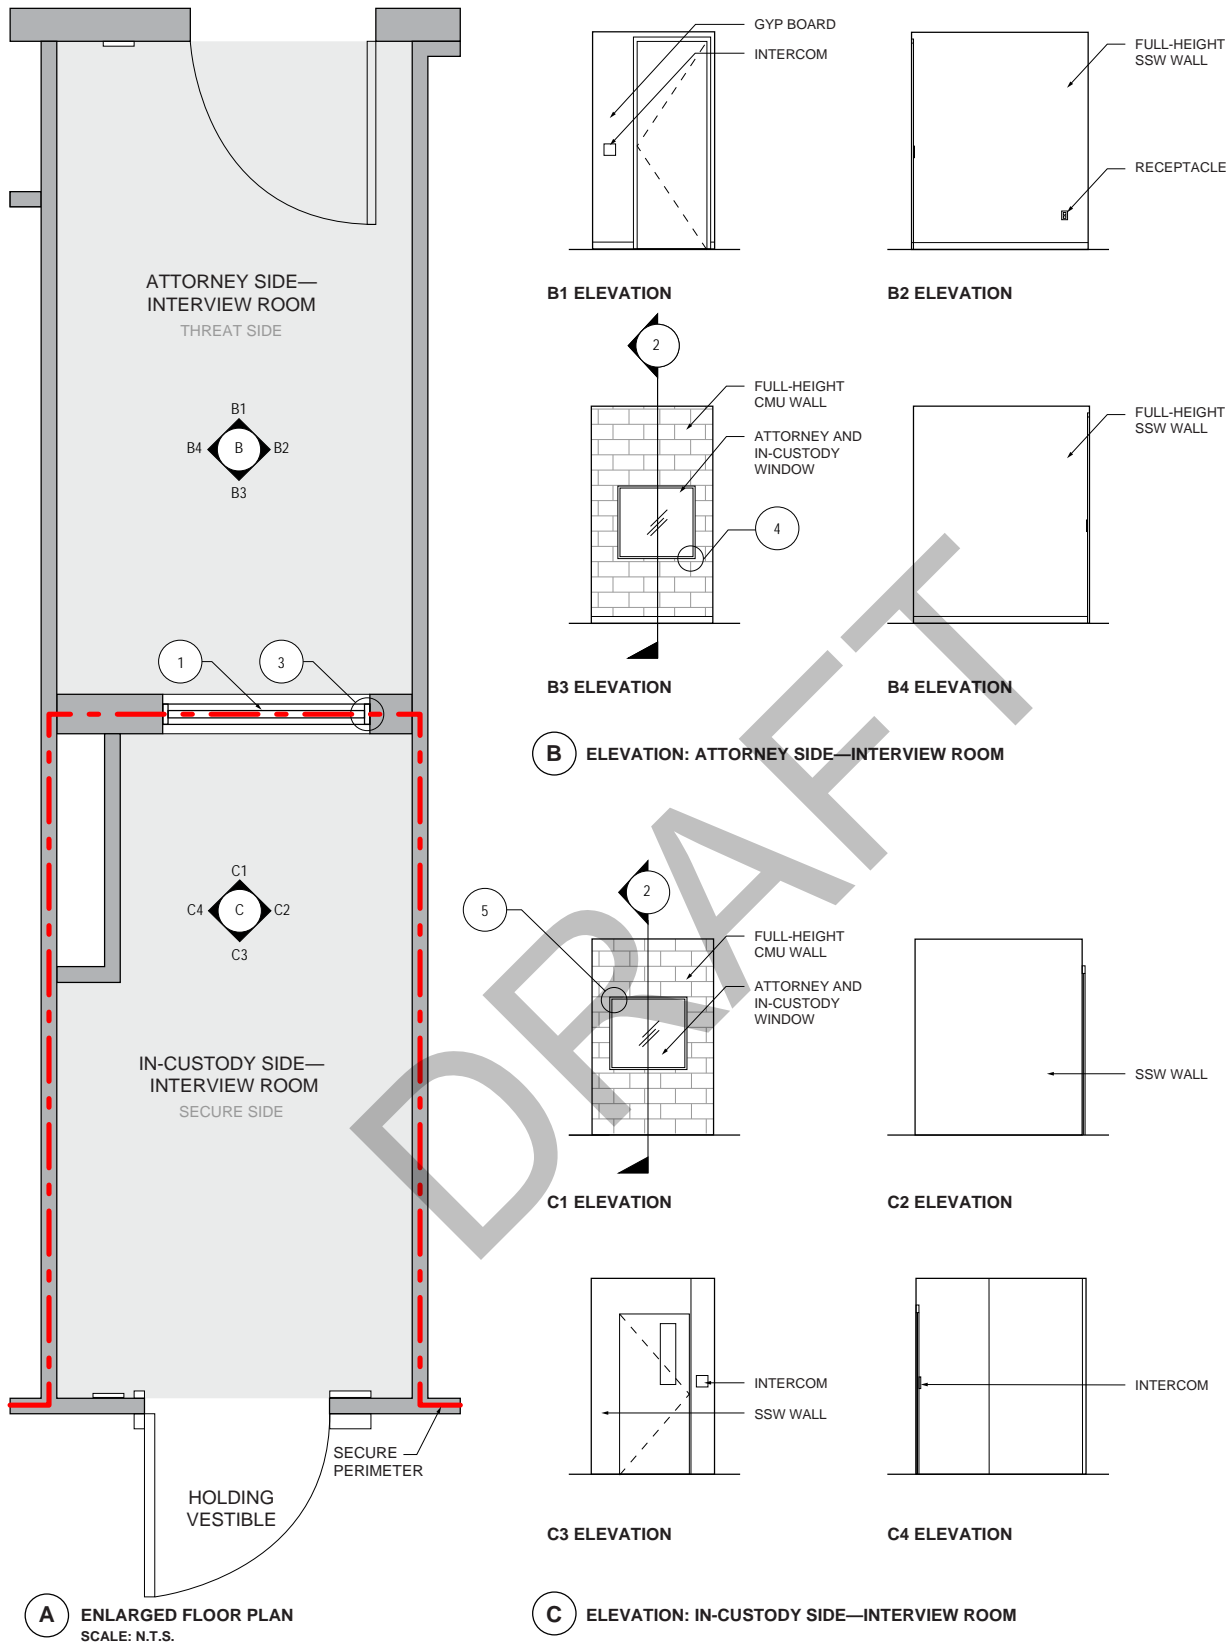 ATTORNEY SIDE—
INTERVIEW ROOM
THREAT SIDE
B1
B4
B
B2
B3
1
3
C1
C4
C
C2
C3
IN-CUSTODY SIDE—
INTERVIEW ROOM
SECURE SIDE
SECURE
PERIMETER
HOLDING
VESTIBLE
A
ENLARGED FLOOR PLAN
SCALE: N.T.S.
GYP BOARD
INTERCOM
B1 ELEVATION
FULL-HEIGHT
SSW WALL
RECEPTACLE
B2 ELEVATION
2
FULL-HEIGHT
CMU WALL
ATTORNEY AND
IN-CUSTODY
WINDOW
4
B3 ELEVATION
FULL-HEIGHT
SSW WALL
B4 ELEVATION
B
ELEVATION: ATTORNEY SIDE—INTERVIEW ROOM
2
5
FULL-HEIGHT
CMU WALL
ATTORNEY AND
IN-CUSTODY
WINDOW
C1 ELEVATION
SSW WALL
C2 ELEVATION
INTERCOM
SSW WALL
C3 ELEVATION
INTERCOM
C4 ELEVATION
C
ELEVATION: IN-CUSTODY SIDE—INTERVIEW ROOM
DRAFT